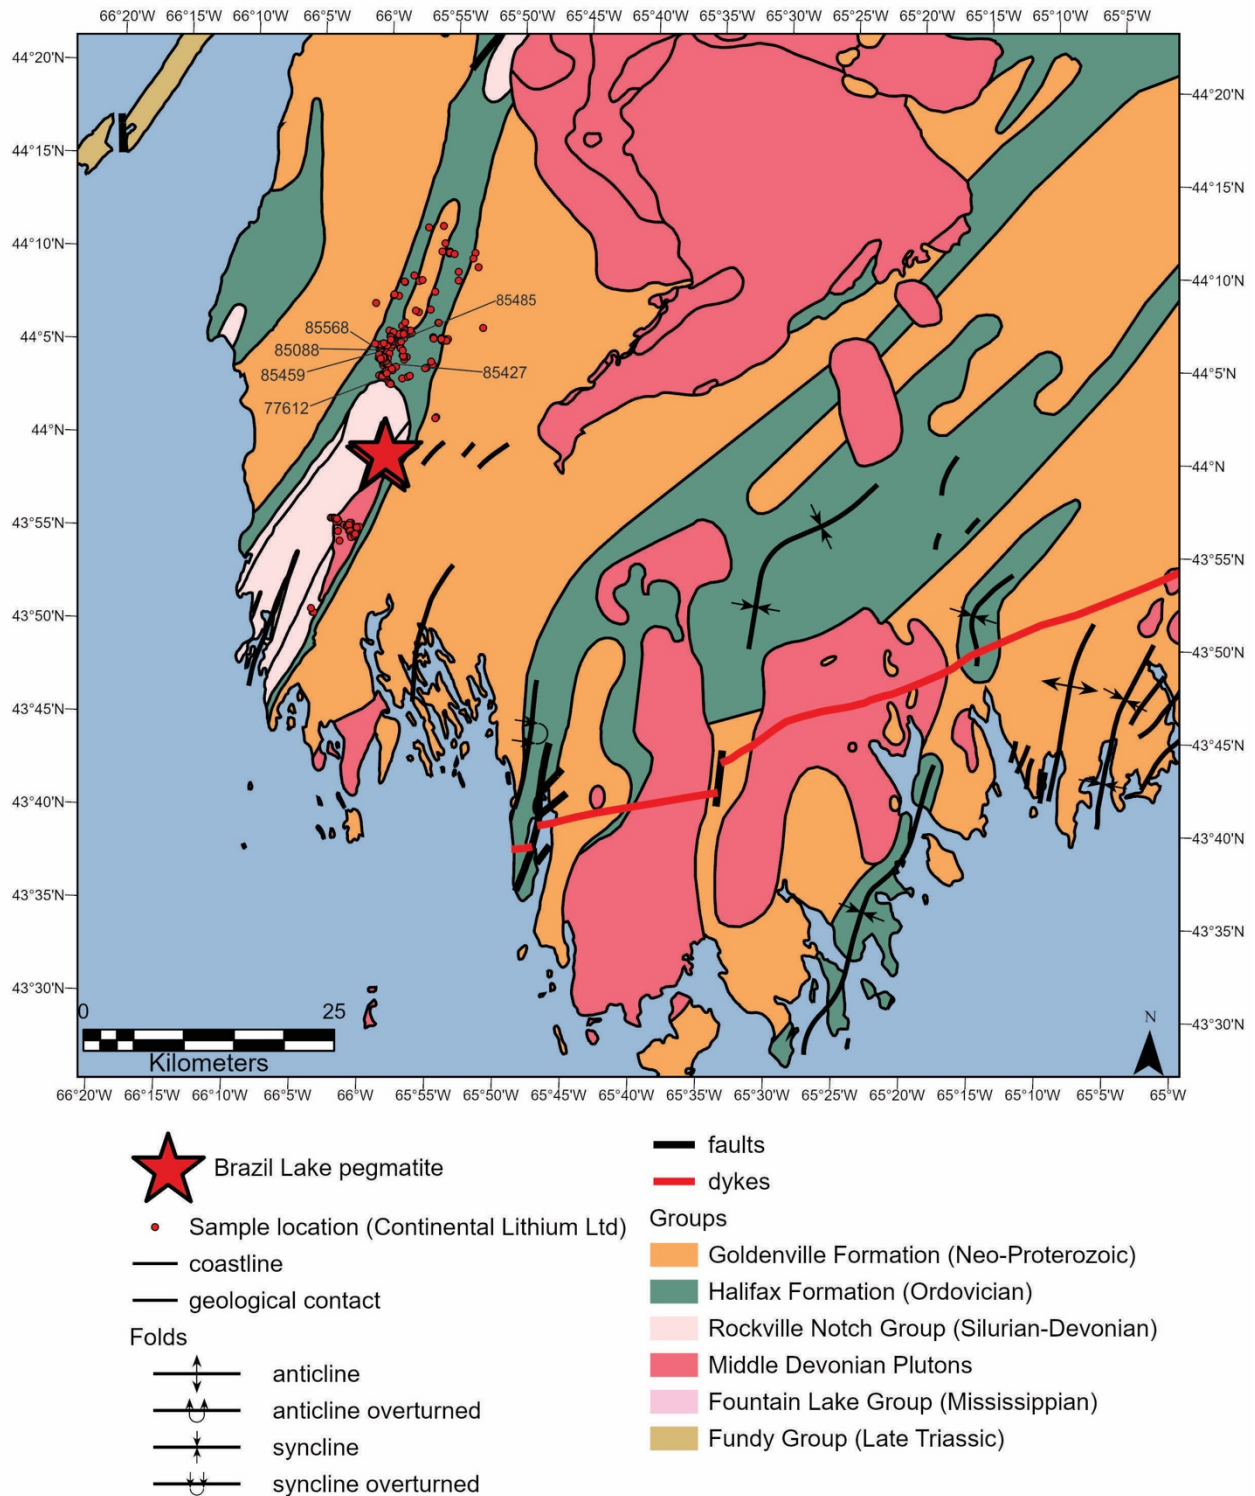 66°20'W 66°15'W 66°10'W 66°5'W 66°W 65°55'W 65°50'W 65°45'W 65°40'W 65°35'W 65°30'W 65°25'W 65°20'W 65°15'W 65°10'W 65°5'W
44°20'N
44°20'N
44°15'N
44°15'N
44°10'N
44°10'N
85485
85568
44°5'N
85088
85459
85427
44°5'N
77612
44°N
44°N
43°55'N
43°55'N
43°50'N
43°50'N
43°45'N
43°45'N
43°40'N
43°40'N
43°35'N
43°35'N
43°30'N
43°30'N
0 25
Kilometers
N
66°20'W 66°15'W 66°10'W 66°5'W 66°0'W 65°55'W 65°50'W 65°45'W 65°40'W 65°35'W 65°30'W 65°25'W 65°20'W 65°15'W 65°10'W 65°5'W 65°W
Brazil Lake pegmatite
Sample location (Continental Lithium Ltd)
coastline
geological contact
Folds
anticline
anticline overturned
syncline
syncline overturned
faults
dykes
Groups
Goldenville Formation (Neo-Proterozoic)
Halifax Formation (Ordovician)
Rockville Notch Group (Silurian-Devonian)
Middle Devonian Plutons
Fountain Lake Group (Mississippian)
Fundy Group (Late Triassic)